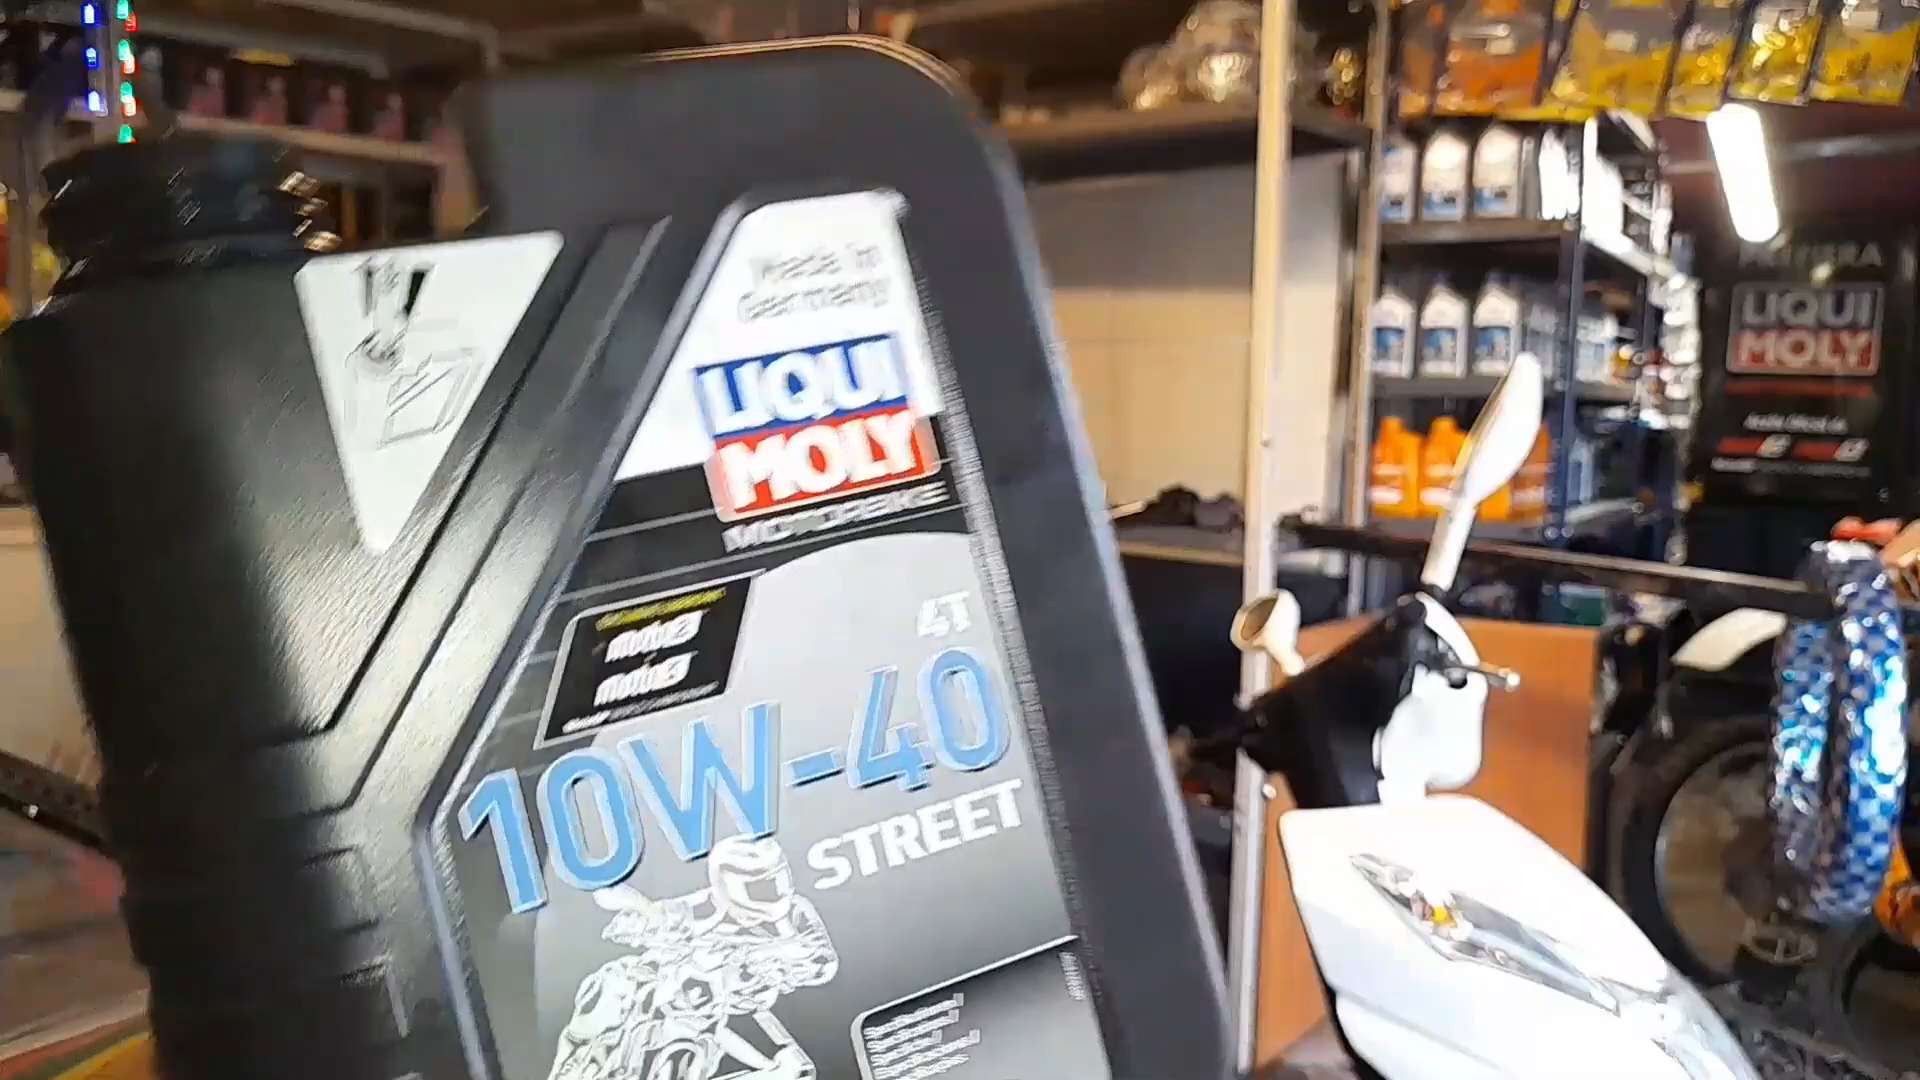 Made in
Germany
LIQUI
MOLY
MOTORBIKE
4T
moto2
moto3
10W-40
STREET
LIQUI
MOLY